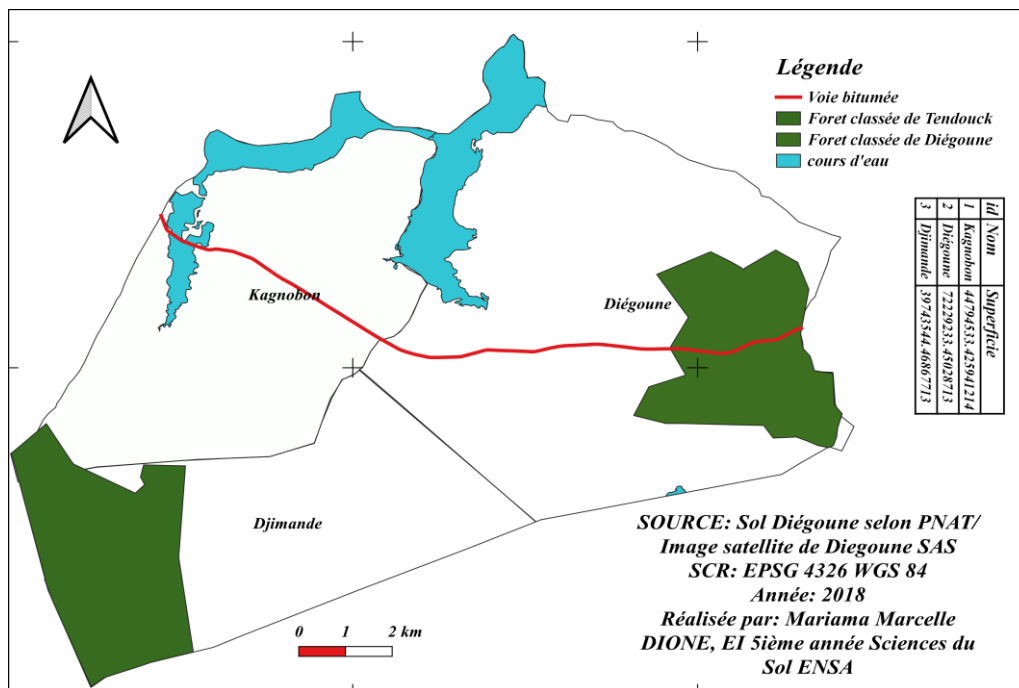 Légende
Voie bitumée
Foret classée de Tendouck
Foret classée de Diégoune
cours d'eau
id Nom Superficie
1 Kagnobon 44794533.425941214
2 Diégoune 72229233.45028713
3 Djimande 39743544.46867713
Kagnobon
Diégoune
Djimande
0 1 2 km
SOURCE: Sol Diégoune selon PNAT/
Image satellite de Diegoune SAS
SCR: EPSG 4326 WGS 84
Année: 2018
Réalisée par: Mariama Marcelle
DIONE, EI 5ième année Sciences du
Sol ENSA